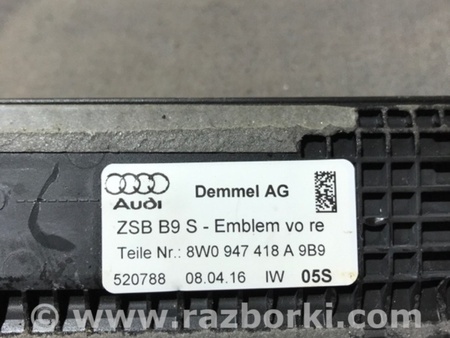 Audi
Demmel AG
ZSB B9 S - Emblem vo re
Teile Nr.: 8W0 947 418 A 9B9
520788 08.04.16 IW 05S
www.razborki.com